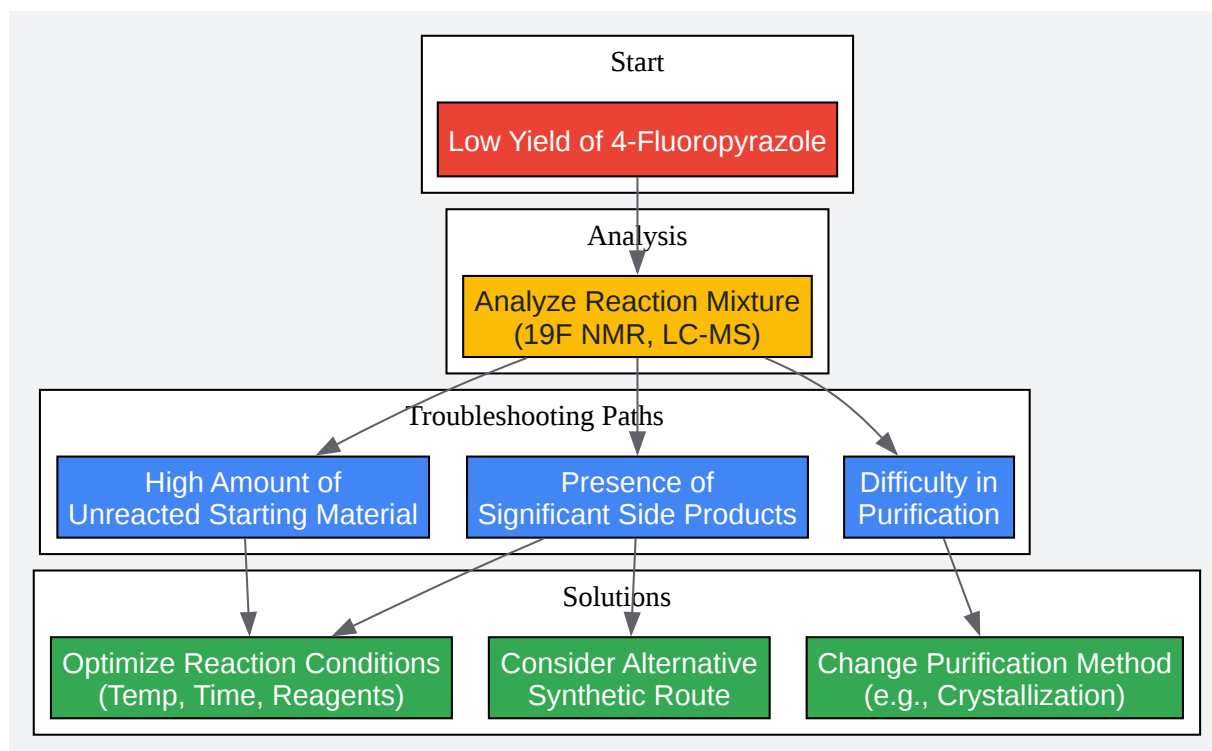 Start
Low Yield of 4-Fluoropyrazole
Analysis
Analyze Reaction Mixture
(19F NMR, LC-MS)
Troubleshooting Paths
High Amount of
Unreacted Starting Material
Presence of
Significant Side Products
Difficulty in
Purification
Solutions
Optimize Reaction Conditions
(Temp, Time, Reagents)
Consider Alternative
Synthetic Route
Change Purification Method
(e.g., Crystallization)